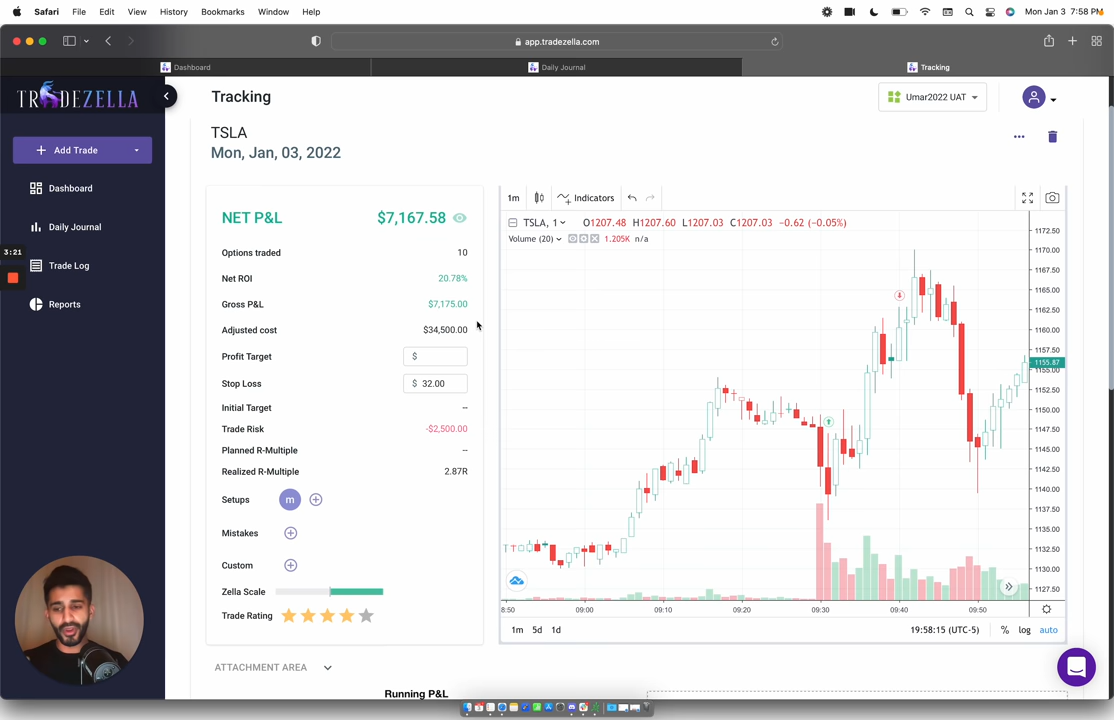 Safari File Edit View History Bookmarks Window Help Mon Jan 3 7:58 PM
app.tradezella.com
Dashboard Daily Journal Tracking
TRADEZELLA
Tracking
Umar2022 UAT
TSLA
Mon, Jan, 03, 2022
Add Trade
Dashboard
Daily Journal
3:21
Trade Log
Reports
NET P&L $7,167.58
Options traded 10
Net ROI 20.78%
Gross P&L $7,175.00
Adjusted cost $34,500.00
Profit Target $
Stop Loss $ 32.00
Initial Target --
Trade Risk -$2,500.00
Planned R-Multiple --
Realized R-Multiple 2.87R
Setups m
Mistakes
Custom
Zella Scale
Trade Rating
ATTACHMENT AREA
Running P&L
1m Indicators
TSLA, 1 O1207.48 H1207.60 L1207.03 C1207.03 -0.62 (-0.05%)
Volume (20) 1.205K n/a
1172.50
1170.00
1167.50
1165.00
1162.50
1160.00
1157.50
1155.87
1155.00
1152.50
1150.00
1147.50
1145.00
1142.50
1140.00
1137.50
1135.00
1132.50
1130.00
1127.50
8:50 09:00 09:10 09:20 09:30 09:40 09:50
1m 5d 1d 19:58:15 (UTC-5) % log auto